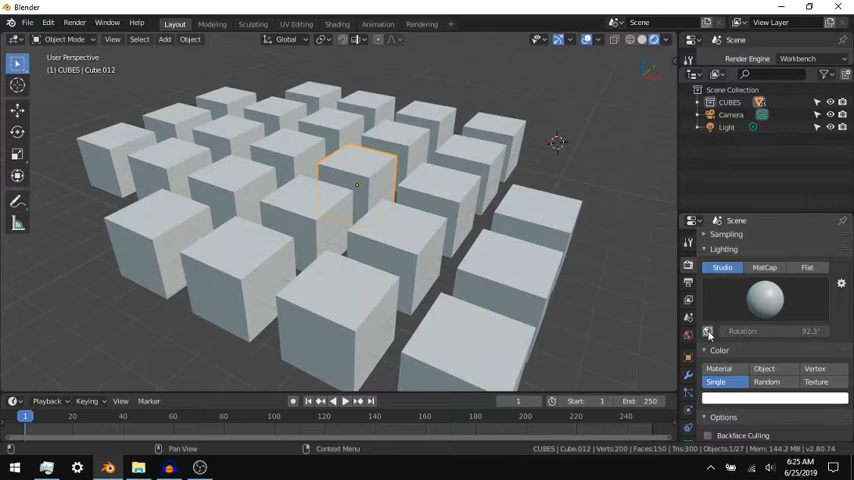 Blender
File Edit Render Window Help Layout Modeling Sculpting UV Editing Shading Animation Rendering + Scene View Layer
Object Mode View Select Add Object Global Scene
User Perspective
(1) CUBES | Cube.012
Render Engine Workbench
Scene Collection
CUBES
Camera
Light
Scene
Sampling
Lighting
Studio MatCap Flat
Rotation 92.3°
Color
Material Object Vertex
Single Random Texture
Options
Backface Culling
Playback Keying View Marker 1 Start: 1 End: 250
1 20 40 60 80 100 120 140 160 180 200 220 240
Pan View Context Menu CUBES | Cube.012 | Verts:200 | Faces:150 | Tris:300 | Objects:1/27 | Mem: 144.2 MB | v2.80.74
6:25 AM
6/25/2019